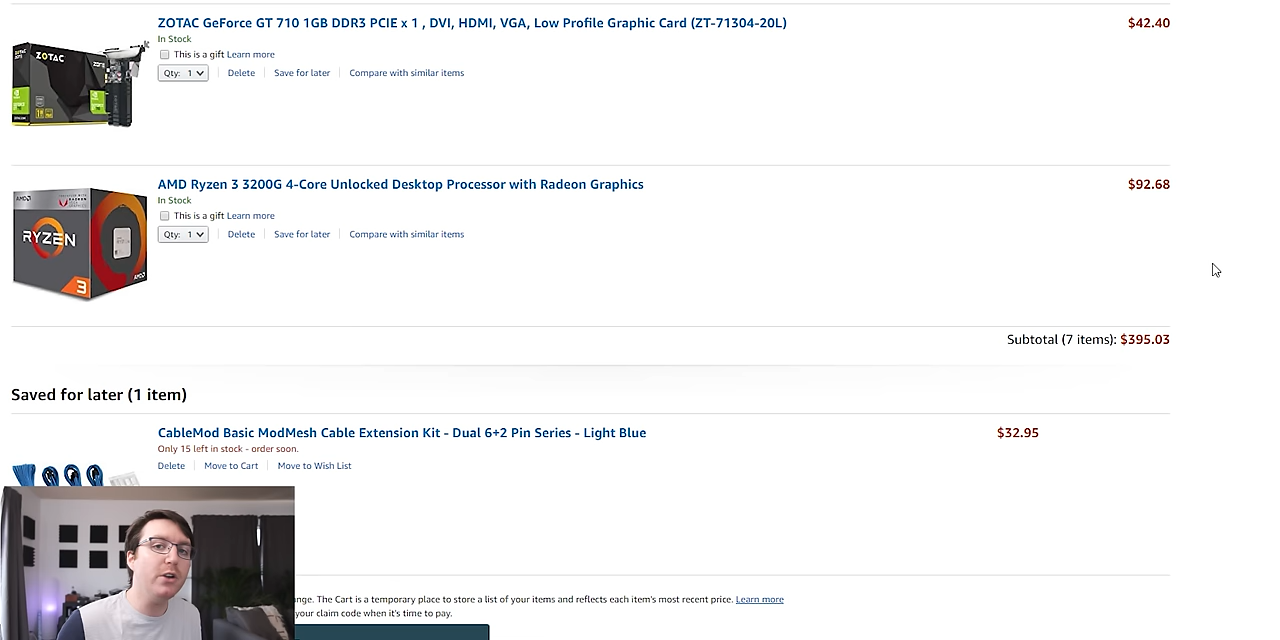 ZOTAC GeForce GT 710 1GB DDR3 PCIE x 1 , DVI, HDMI, VGA, Low Profile Graphic Card (ZT-71304-20L)
$42.40
In Stock
This is a gift Learn more
Qty: 1
Delete
Save for later
Compare with similar items
ZOTAC
AMD Ryzen 3 3200G 4-Core Unlocked Desktop Processor with Radeon Graphics
$92.68
In Stock
This is a gift Learn more
Qty: 1
Delete
Save for later
Compare with similar items
AMD
RYZEN
3
AMD
Subtotal (7 items): $395.03
Saved for later (1 item)
CableMod Basic ModMesh Cable Extension Kit - Dual 6+2 Pin Series - Light Blue
$32.95
Only 15 left in stock - order soon.
Delete
Move to Cart
Move to Wish List
nge. The Cart is a temporary place to store a list of your items and reflects each item's most recent price. Learn more
your claim code when it's time to pay.